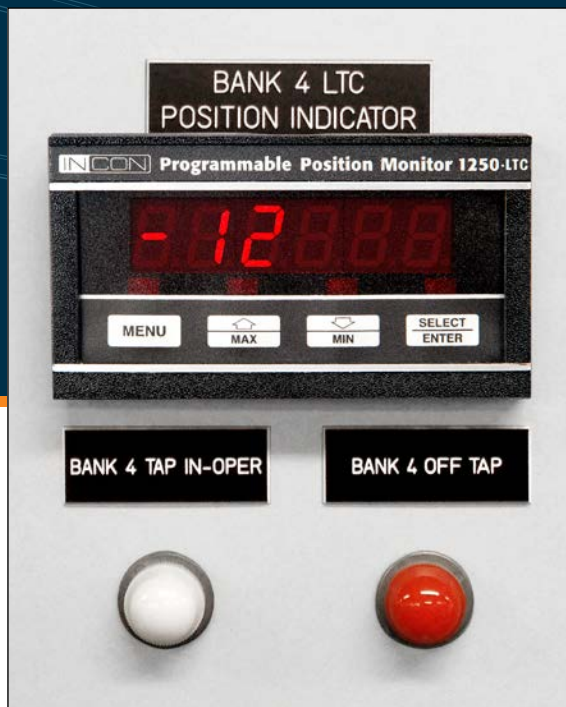 BANK 4 LTC
POSITION INDICATOR
INCON Programmable Position Monitor 1250-LTC
- 12
MENU
MAX
MIN
SELECT
ENTER
BANK 4 TAP IN-OPER
BANK 4 OFF TAP